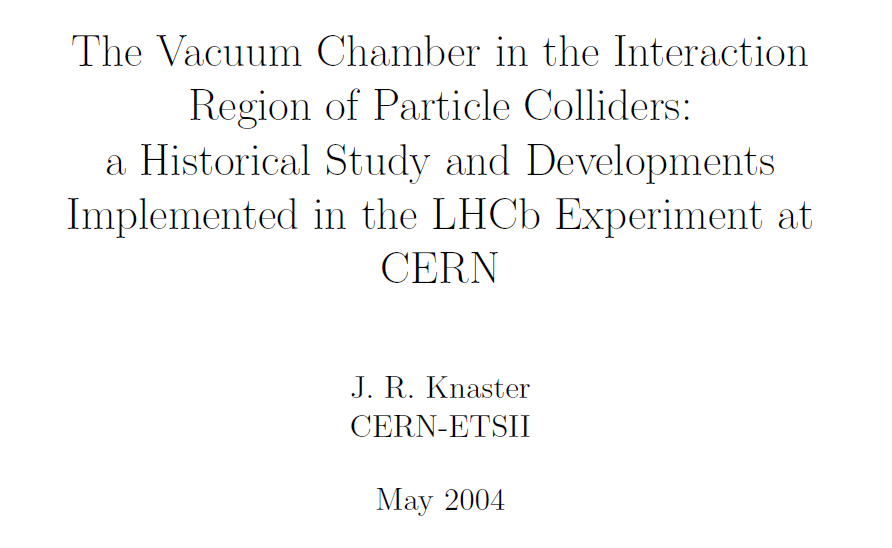 The Vacuum Chamber in the Interaction
Region of Particle Colliders:
a Historical Study and Developments
Implemented in the LHCb Experiment at
CERN
J. R. Knaster
CERN-ETSII
May 2004